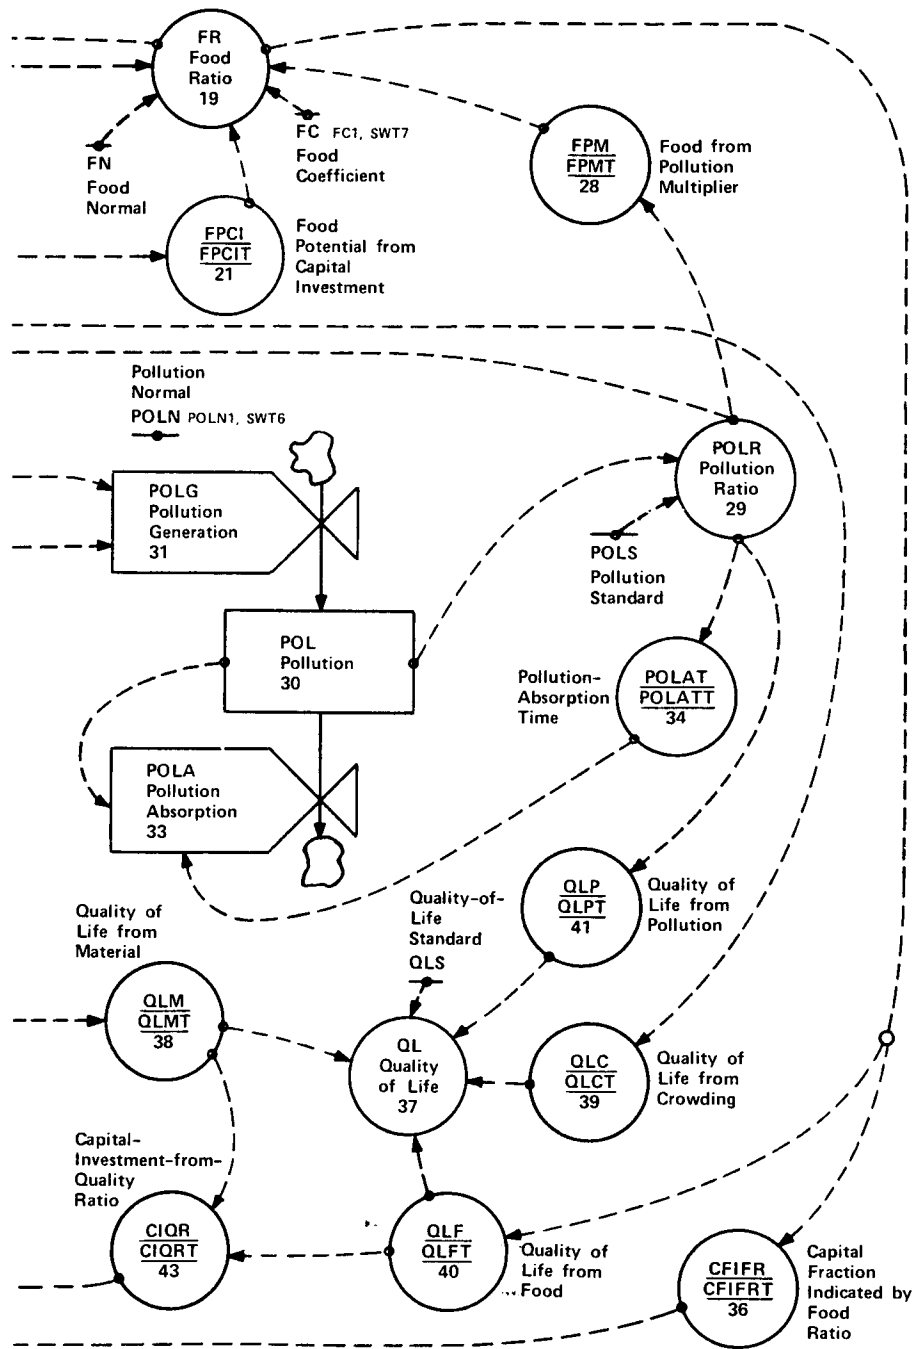 FR
Food
Ratio
19
FN
Food
Normal
FC FC1, SWT7
Food
Coefficient
FPM
FPMT
28
Food from
Pollution
Multiplier
FPCI
FPCIT
21
Food
Potential from
Capital
Investment
Pollution
Normal
POLN POLN1, SWT6
POLR
Pollution
Ratio
29
POLG
Pollution
Generation
31
POLS
Pollution
Standard
POL
Pollution
30
Pollution-
Absorption
Time
POLAT
POLATT
34
POLA
Pollution
Absorption
33
Quality of
Life from
Material
Quality-of-
Life
Standard
QLS
QLP
QLPT
41
Quality of
Life from
Pollution
QLM
QLMT
38
QL
Quality
of Life
37
QLC
QLCT
39
Quality of
Life from
Crowding
Capital-
Investment-from-
Quality
Ratio
CIQR
CIQRT
43
QLF
QLFT
40
Quality of
Life from
Food
CFIFR
CFIFRT
36
Capital
Fraction
Indicated by
Food
Ratio